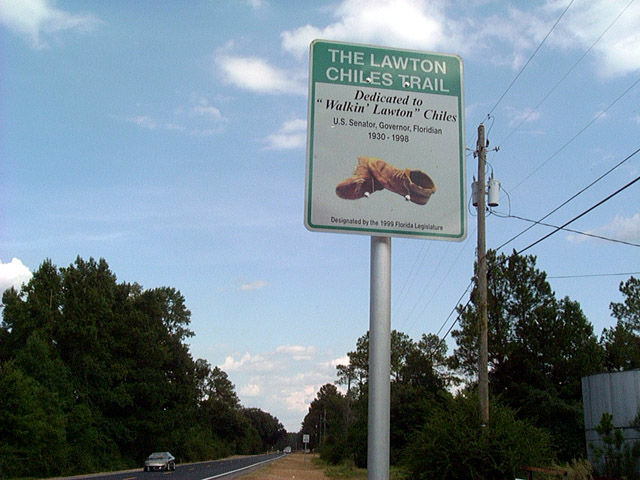 THE LAWTON
CHILES TRAIL
Dedicated to
"Walkin' Lawton" Chiles
U.S. Senator, Governor, Floridian
1930 - 1998
Designated by the 1999 Florida Legislature